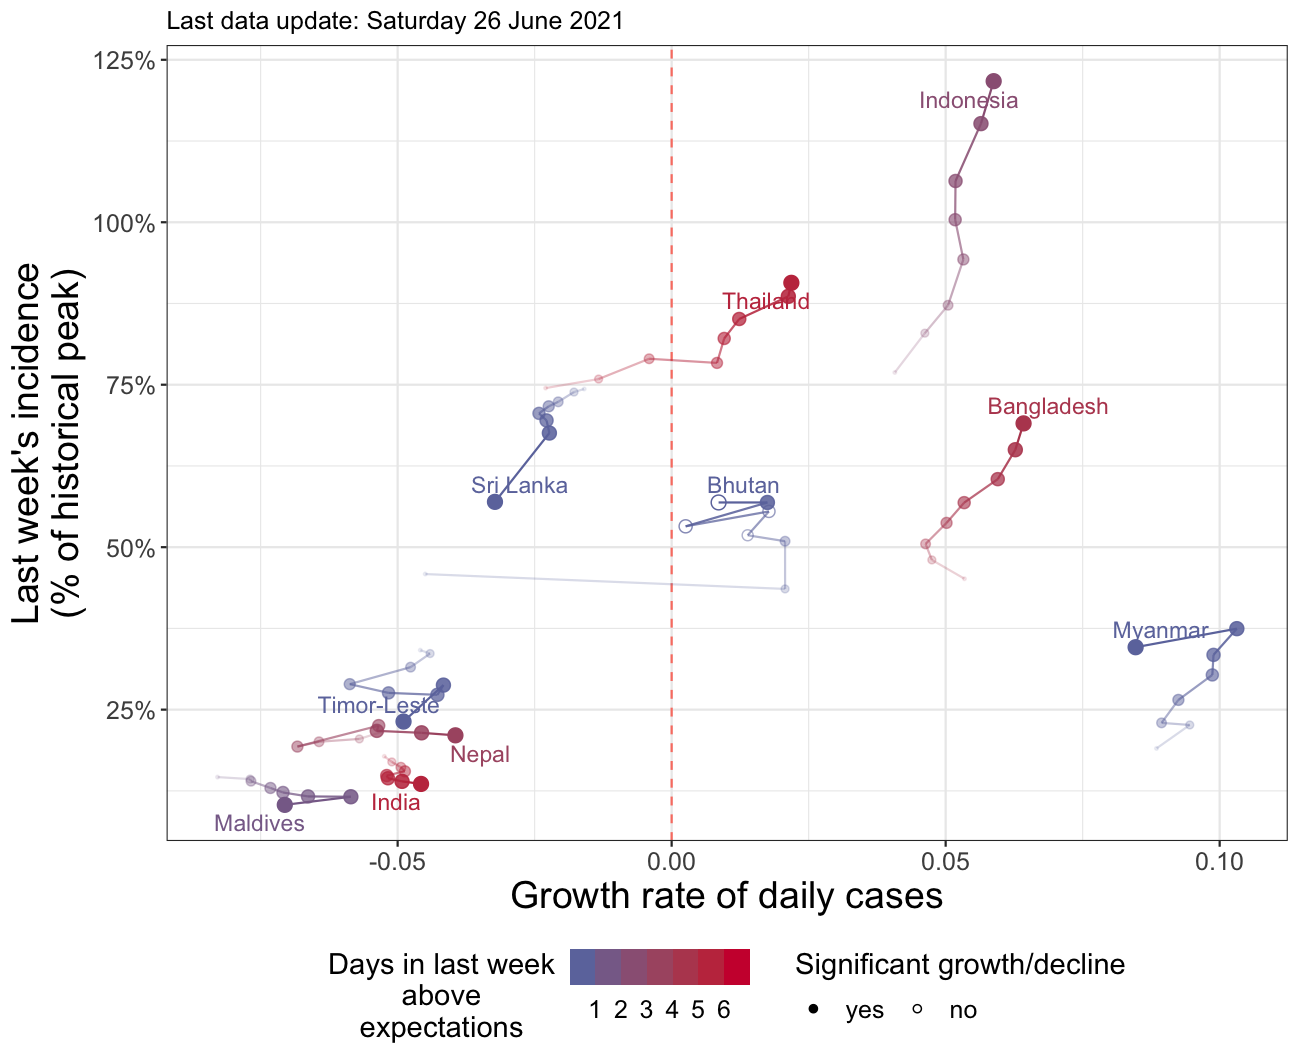 Last data update: Saturday 26 June 2021
125%
100%
75%
50%
25%
Last week's incidence
(% of historical peak)
Indonesia
Thailand
Bangladesh
Sri Lanka
Bhutan
Myanmar
Timor-Leste
Nepal
India
Maldives
-0.05
0.00
0.05
0.10
Growth rate of daily cases
Days in last week
above
expectations
1 2 3 4 5 6
Significant growth/decline
yes
no